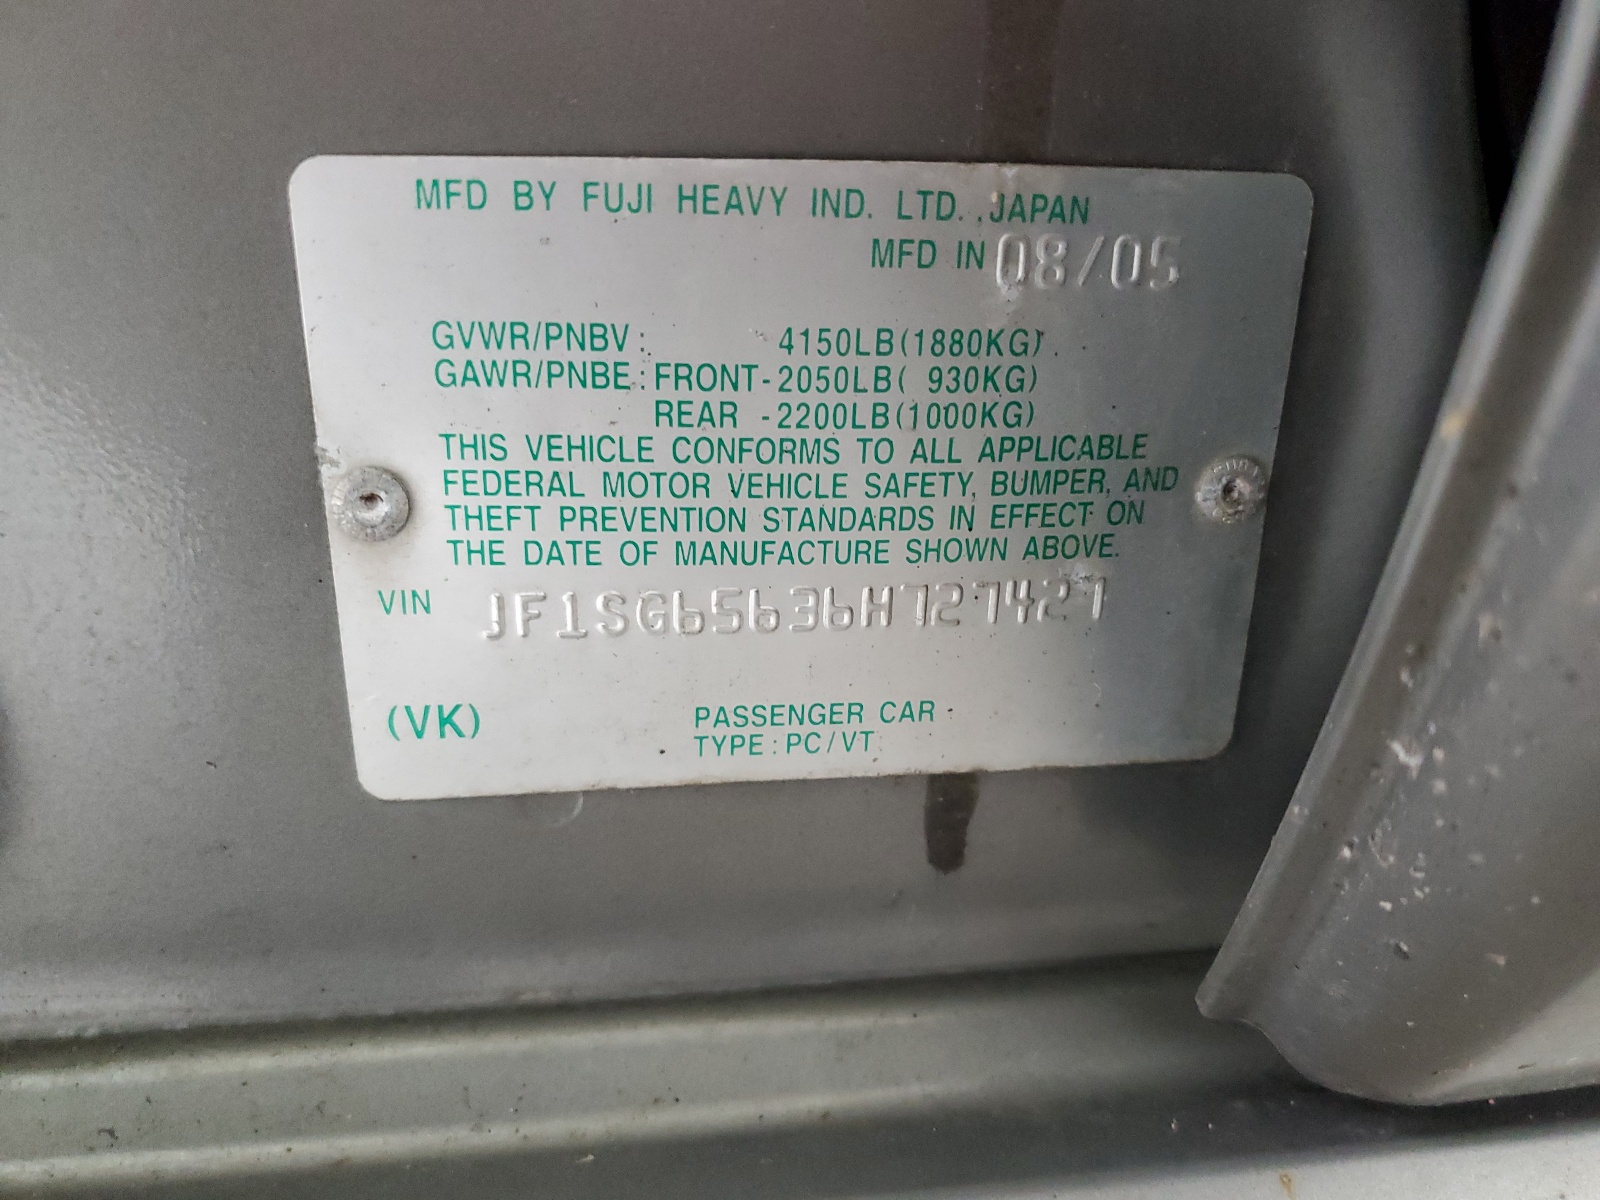 MFD BY FUJI HEAVY IND. LTD. JAPAN
MFD IN 08/05
GVWR/PNBV: 4150LB(1880KG)
GAWR/PNBE: FRONT-2050LB( 930KG)
REAR -2200LB(1000KG)
THIS VEHICLE CONFORMS TO ALL APPLICABLE
FEDERAL MOTOR VEHICLE SAFETY, BUMPER, AND
THEFT PREVENTION STANDARDS IN EFFECT ON
THE DATE OF MANUFACTURE SHOWN ABOVE.
VIN JF1SG65636H727427
(VK) PASSENGER CAR
TYPE: PC/VT